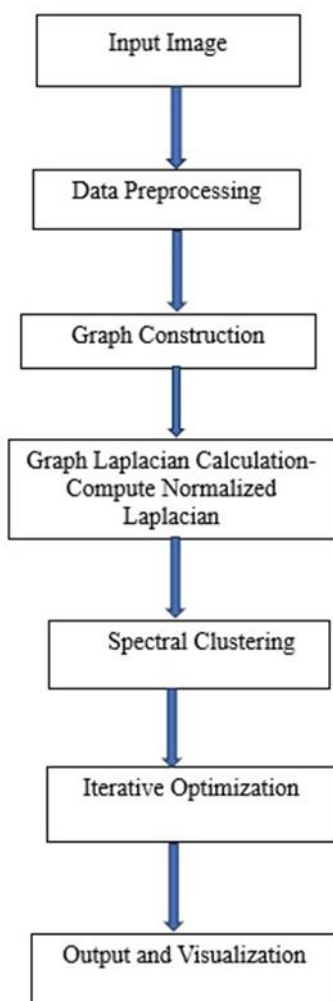 Input Image
Data Preprocessing
Graph Construction
Graph Laplacian Calculation-
Compute Normalized
Laplacian
Spectral Clustering
Iterative Optimization
Output and Visualization